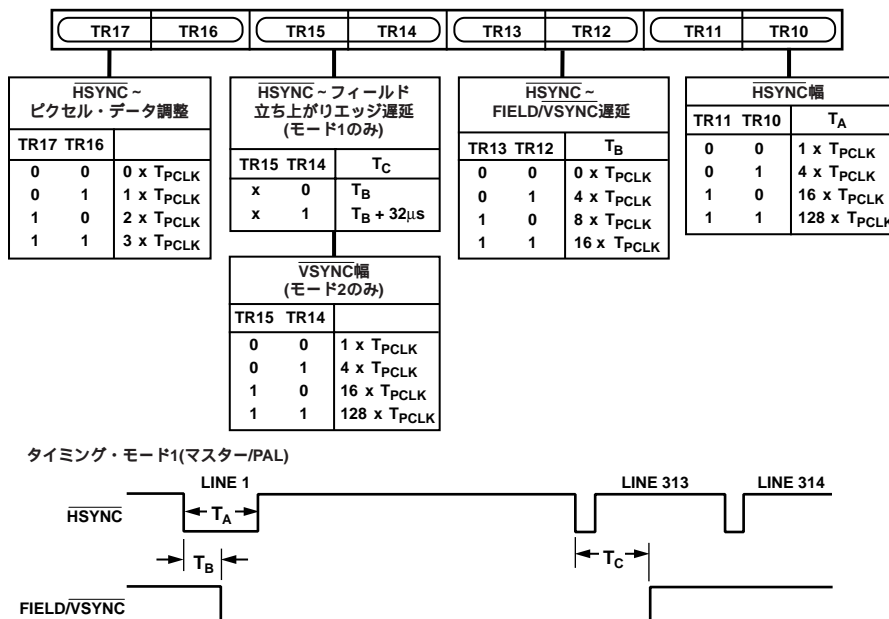 TR17 TR16 TR15 TR14 TR13 TR12 TR11 TR10
HSYNC ~
ピクセル・データ調整
TR17 TR16
0 0 0 x TPCLK
0 1 1 x TPCLK
1 0 2 x TPCLK
1 1 3 x TPCLK
HSYNC ~ フィールド
立ち上がりエッジ遅延
(モード1のみ)
TR15 TR14 TC
x 0 TB
x 1 TB + 32μs
VSYNC幅
(モード2のみ)
TR15 TR14
0 0 1 x TPCLK
0 1 4 x TPCLK
1 0 16 x TPCLK
1 1 128 x TPCLK
HSYNC ~
FIELD/VSYNC遅延
TR13 TR12 TB
0 0 0 x TPCLK
0 1 4 x TPCLK
1 0 8 x TPCLK
1 1 16 x TPCLK
HSYNC幅
TR11 TR10 TA
0 0 1 x TPCLK
0 1 4 x TPCLK
1 0 16 x TPCLK
1 1 128 x TPCLK
タイミング・モード1(マスター/PAL)
LINE 1 LINE 313 LINE 314
HSYNC TA
TB TC
FIELD/VSYNC